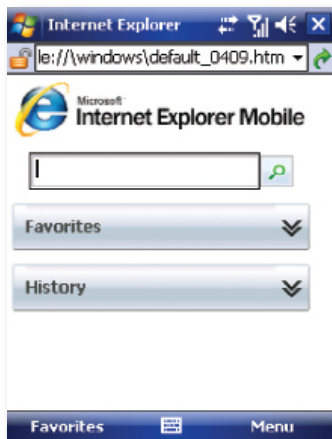 Internet Explorer
le://windows\default_0409.htm
Microsoft
Internet Explorer Mobile
Favorites
History
Favorites
Menu